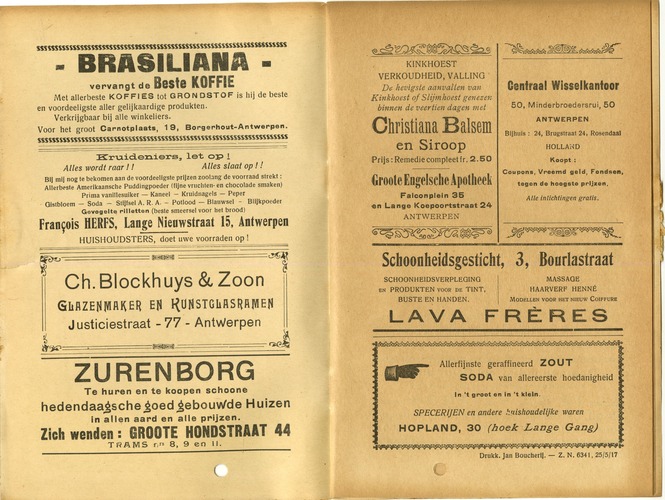 - BRASILIANA -
vervangt de Beste KOFFIE
Met allerbeste KOFFIES tot GRONDSTOF is hij de beste
en voordeeligste aller gelijkaardige produkten.
Verkrijgbaar bij alle winkeliers.
Voor het groot Carnotplaats, 19, Borgerhout-Antwerpen.
Kruideniers, let op !
Alles wordt raar !! Alles slaat op !!
Bij mij nog te bekomen aan de voordeeligste prijzen zoolang de voorraad strekt :
Allerbeste Amerikaansche Puddingpoeder (fijne vruchten- en chocolade smaken)
Prima vanillesuiker — Kaneel — Kruidnagels — Peper
Gistbloem — Soda — Stijfsel A. R. A. — Potlood — Blauwsel — Blijkpoeder
Gevogelte rilletten (beste smeersel voor het brood)
François HERFS, Lange Nieuwstraat 15, Antwerpen
HUISHOUDSTERS, doet uwe voorraden op !
Ch. Blockhuys & Zoon
GLAZENMAKER EN KUNSTGLASRAMEN
Justiciestraat - 77 - Antwerpen
ZURENBORG
Te huren en te koopen schoone
hedendaagsche goed gebouwde Huizen
in allen aard en alle prijzen.
Zich wenden : GROOTE HONDSTRAAT 44
TRAMS r.n 8, 9 en 11.
KINKHOEST
VERKOUDHEID, VALLING
De hevigste aanvallen van
Kinkhoest of Slijmhoest genezen
binnen de veertien dagen met
Christiana Balsem
en Siroop
Prijs : Remedie compleet fr. 2.50
Groote Engelsche Apotheek
Falconplein 35
en Lange Koepoortstraat 24
ANTWERPEN
Centraal Wisselkantoor
50, Minderbroedersrui, 50
ANTWERPEN
Bijhuis : 24, Brugstraat 24, Rosendaal
HOLLAND
Koopt :
Coupons, Vreemd geld, Fondsen,
tegen de hoogste prijzen.
Alle inlichtingen gratis.
Schoonheidsgesticht, 3, Bourlastraat
SCHOONHEIDSVERPLEGING
EN PRODUKTEN VOOR DE TINT,
BUSTE EN HANDEN.
MASSAGE
HAARVERF HENNÉ
MODELLEN VOOR HET NIEUW COIFFURE
LAVA FRÈRES
Allerfijnste geraffineerd ZOUT
SODA van allereerste hoedanigheid
In 't groot en in 't klein.
SPECERIJEN en andere huishoudelijke waren
HOPLAND, 30 (hoek Lange Gang)
Drukk. Jan Boucherij. — Z. N. 6341, 25/5/17